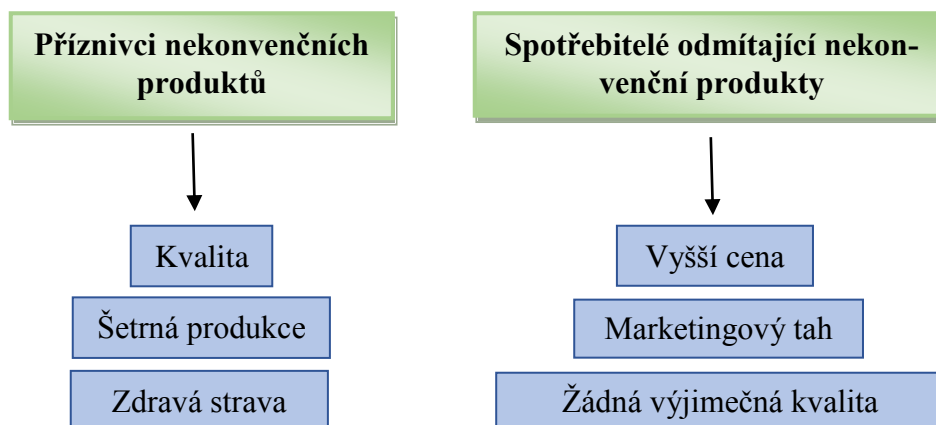 Příznivci nekonvenčních
produktů
Kvalita
Šetrná produkce
Zdravá strava
Spotřebitelé odmítající nekon-
venční produkty
Vyšší cena
Marketingový tah
Žádná výjimečná kvalita